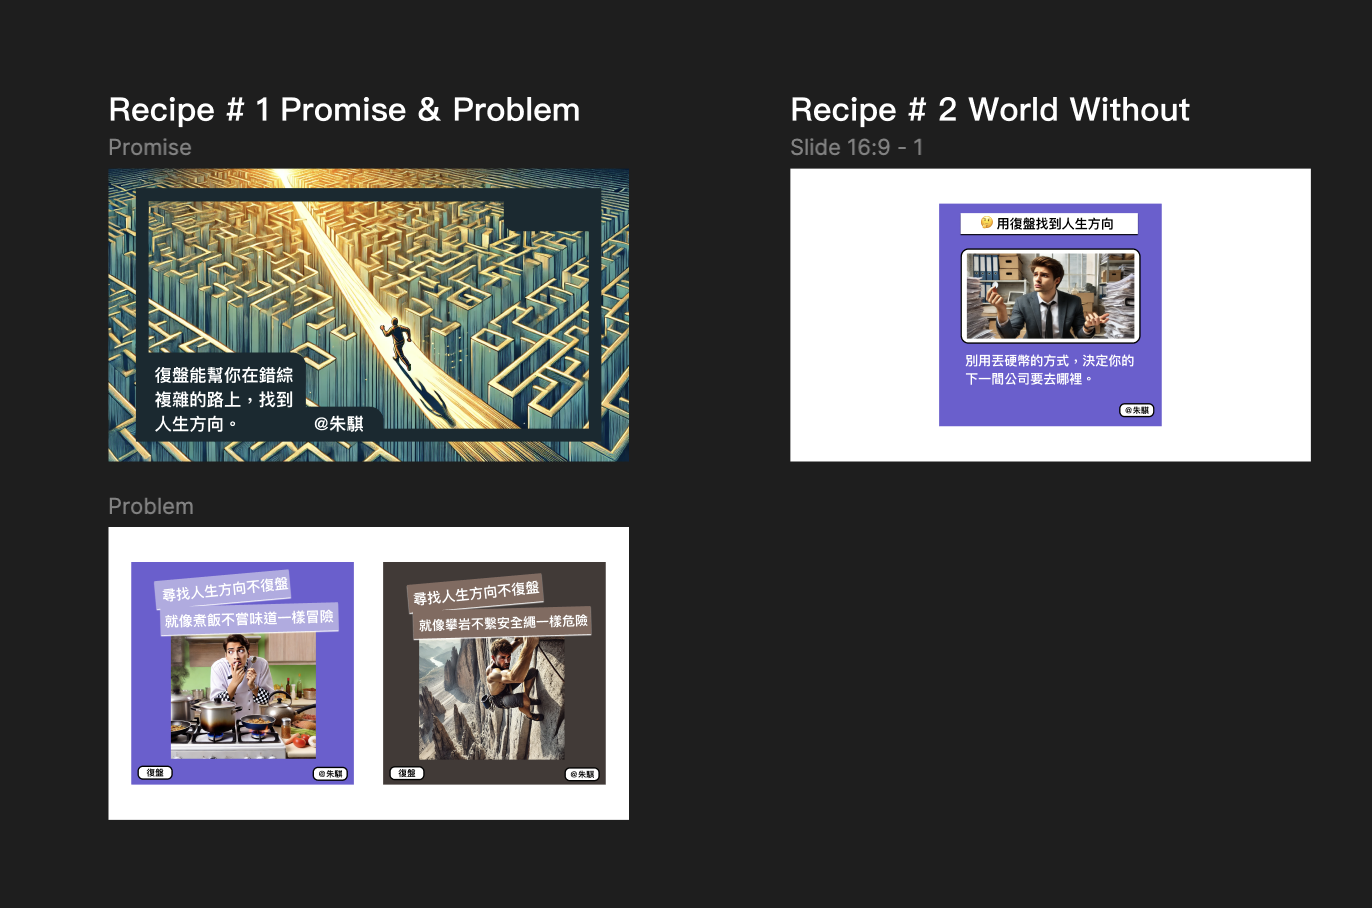 Recipe # 1 Promise & Problem
Promise
復盤能幫你在錯綜
複雜的路上，找到
人生方向。
@朱騏
Problem
尋找人生方向不復盤
就像煮飯不嘗味道一樣冒險
復盤
@朱騏
尋找人生方向不復盤
就像攀岩不繫安全繩一樣危險
復盤
@朱騏
Recipe # 2 World Without
Slide 16:9 - 1
🤔 用復盤找到人生方向
別用丟硬幣的方式，決定你的
下一間公司要去哪裡。
@朱騏